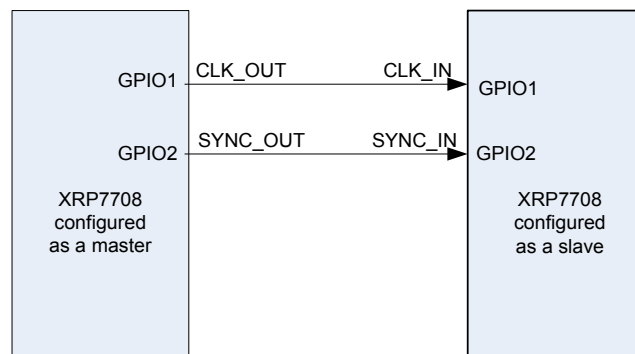 GPIO1 CLK_OUT CLK_IN GPIO1
GPIO2 SYNC_OUT SYNC_IN GPIO2
XRP7708
configured
as a master
XRP7708
configured
as a slave